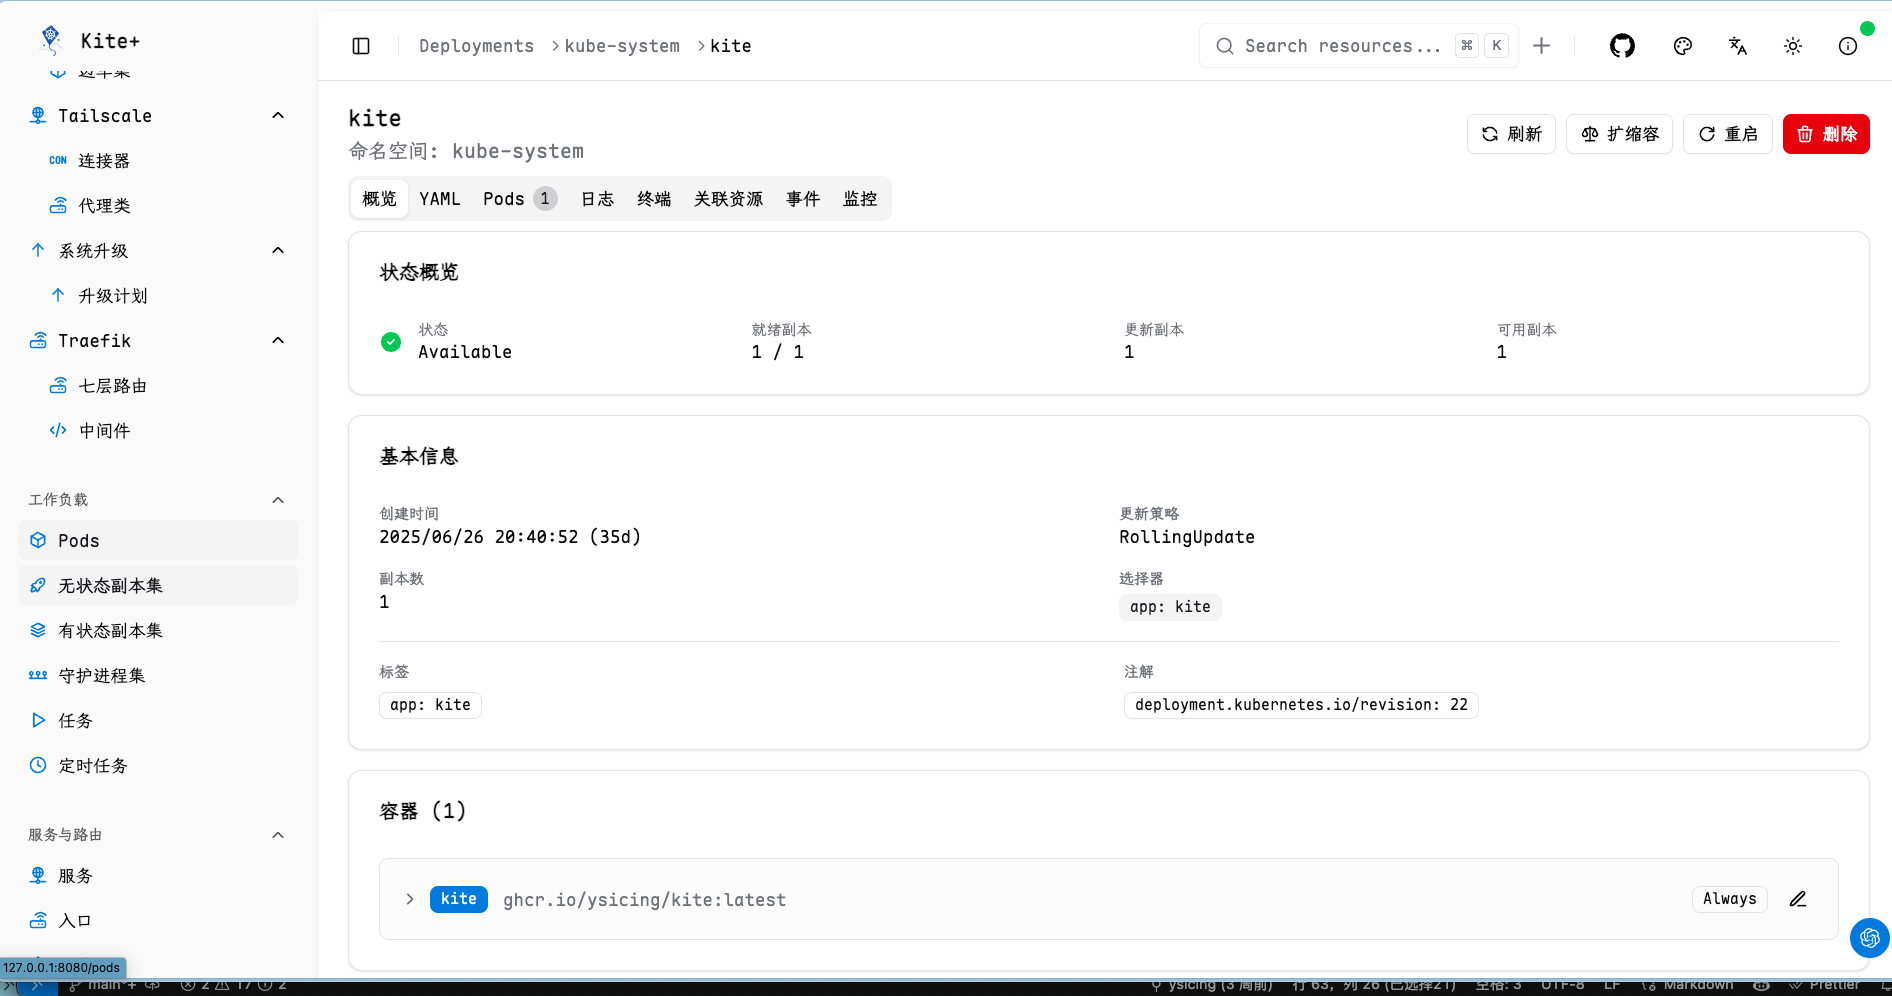 Kite+
Deployments > kube-system > kite
Search resources... ⌘ K
Tailscale
连接器
代理类
系统升级
升级计划
Traefik
七层路由
中间件
工作负载
Pods
无状态副本集
有状态副本集
守护进程集
任务
定时任务
服务与路由
服务
入口
127.0.0.1:8080/pods
kite
命名空间: kube-system
刷新 扩缩容 重启 删除
概览 YAML Pods 1 日志 终端 关联资源 事件 监控
状态概览
状态 就绪副本 更新副本 可用副本
Available 1 / 1 1 1
基本信息
创建时间 更新策略
2025/06/26 20:40:52 (35d) RollingUpdate
副本数 选择器
1 app: kite
标签 注解
app: kite deployment.kubernetes.io/revision: 22
容器 (1)
kite ghcr.io/ysicing/kite:latest Always
main*+ 2 17 2 ysicing (3 周前) 行 63, 列 26 (已选择21) 空格: 3 UTF-8 LF Markdown Prettier